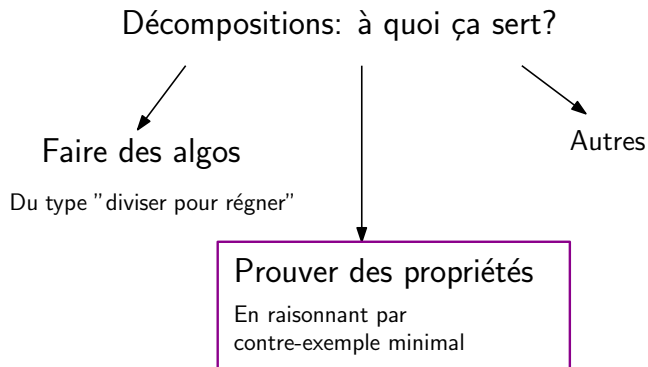 Décompositions: à quoi ça sert?
Faire des algos
Autres
Du type "diviser pour régner"
Prouver des propriétés
En raisonnant par
contre-exemple minimal